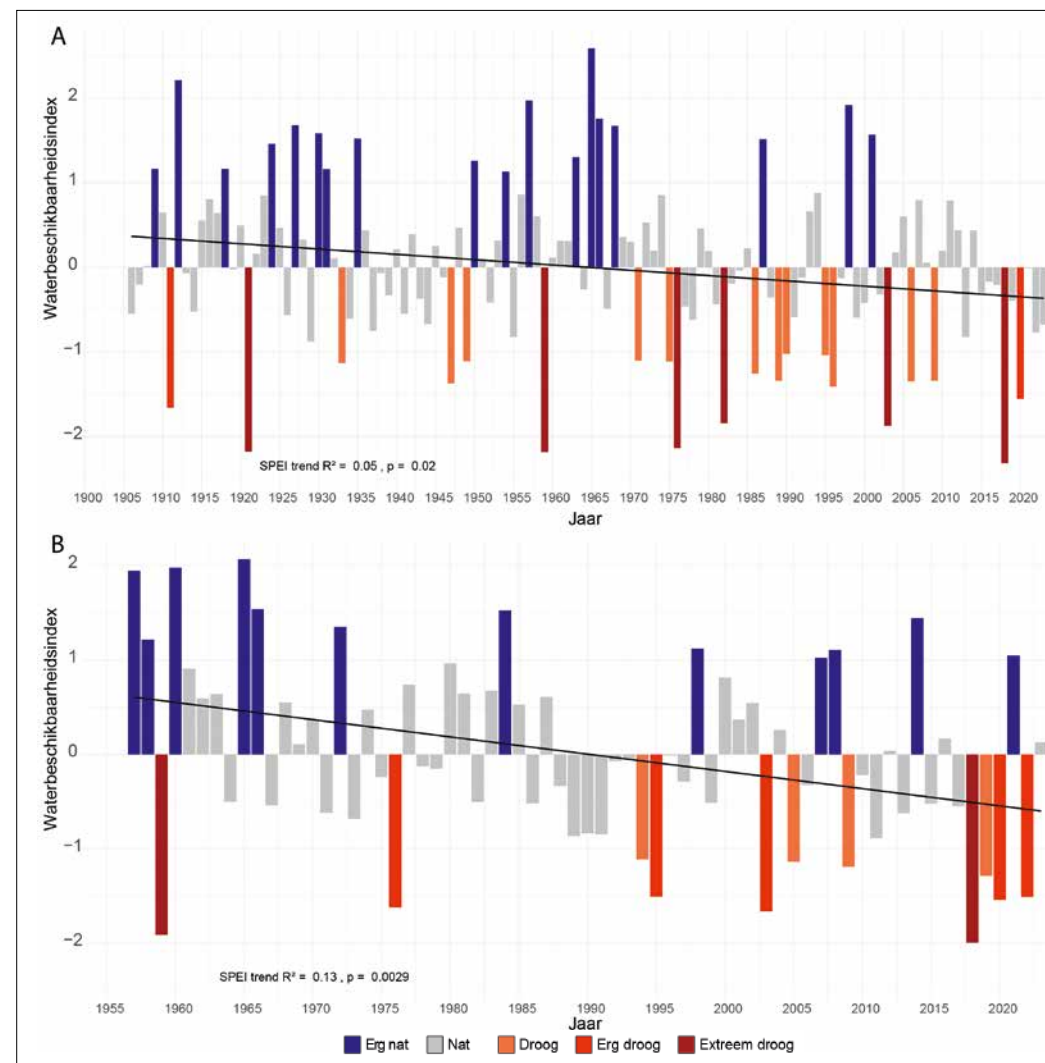 A
Waterbeschikbaarheidsindex
2
1
0
−1
−2
SPEI trend R² = 0.05 , p = 0.02
1900 1905 1910 1915 1920 1925 1930 1935 1940 1945 1950 1955 1960 1965 1970 1975 1980 1985 1990 1995 2000 2005 2010 2015 2020
Jaar
B
Waterbeschikbaarheidsindex
2
1
0
−1
−2
SPEI trend R² = 0.13 , p = 0.0029
1955 1960 1965 1970 1975 1980 1985 1990 1995 2000 2005 2010 2015 2020
Jaar
Erg nat Nat Droog Erg droog Extreem droog